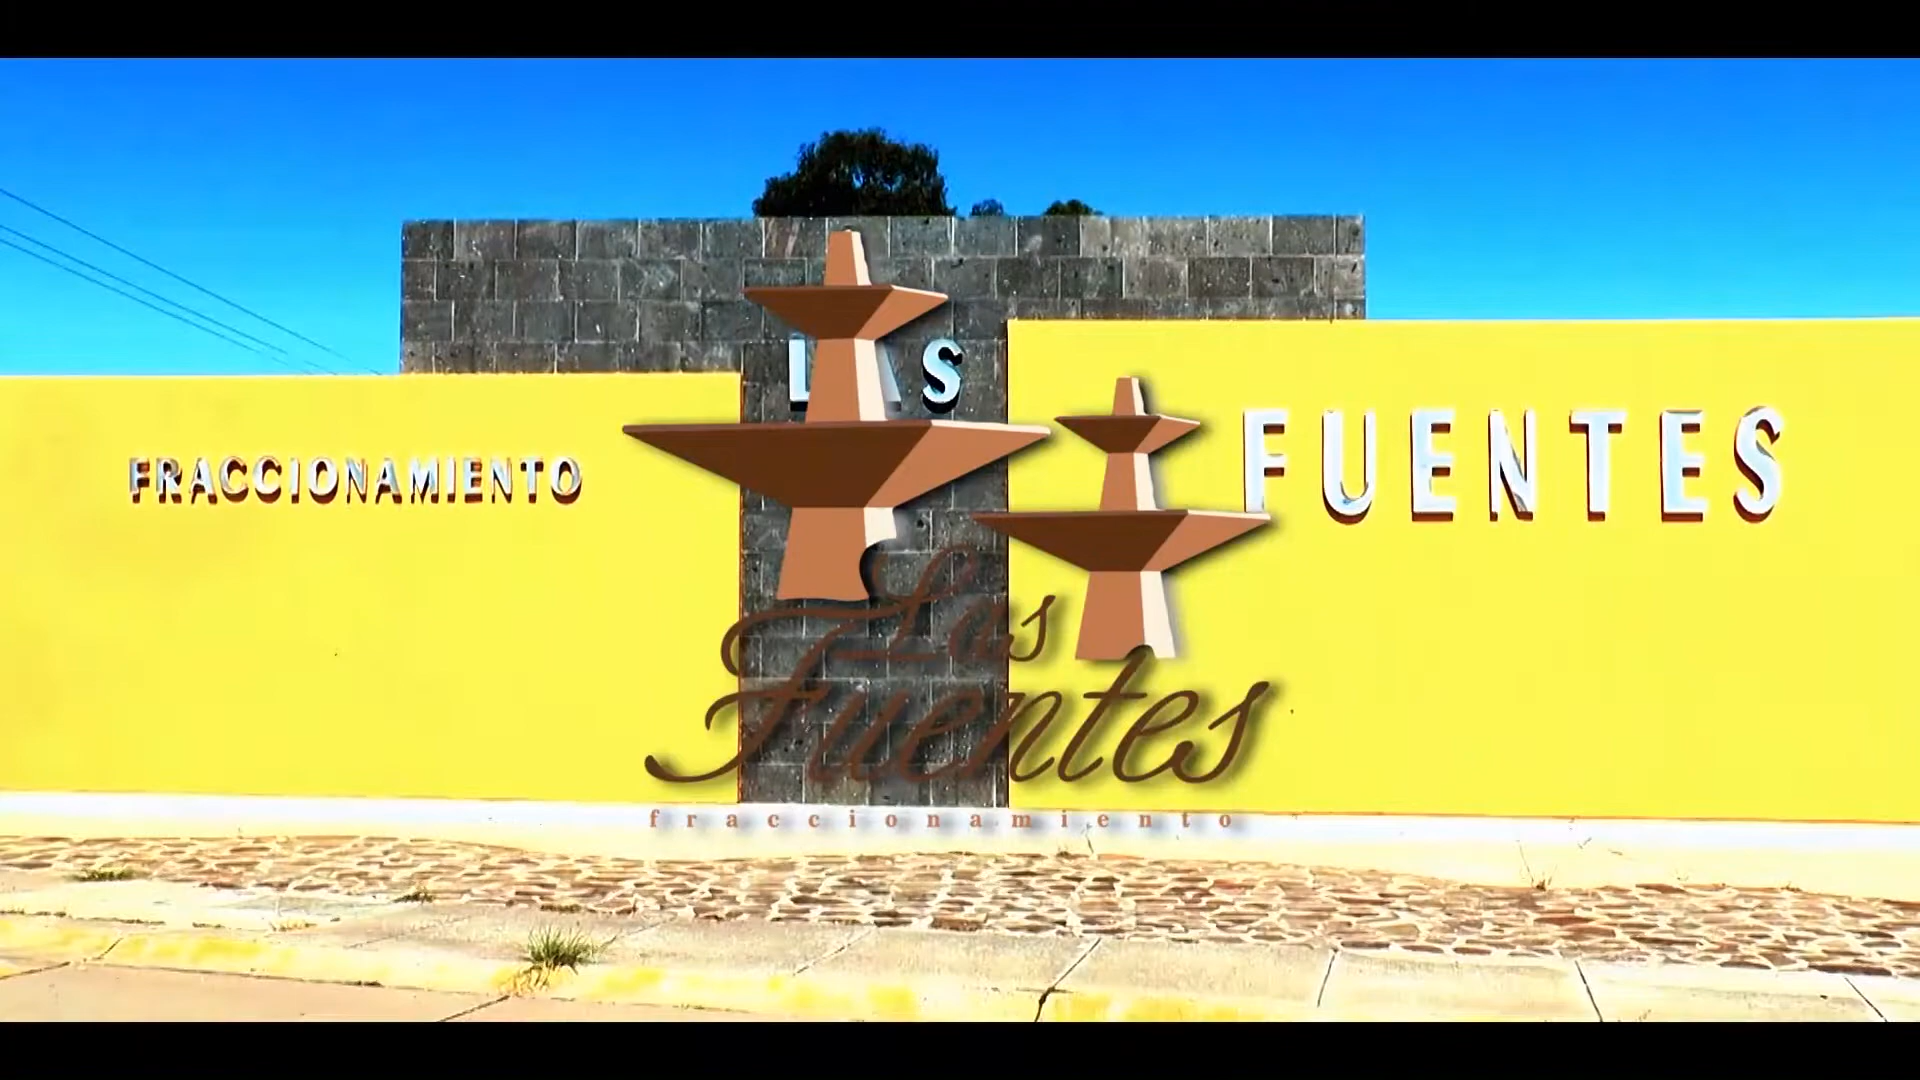 FRACCIONAMIENTO
LAS
FUENTES
Las
Fuentes
fraccionamiento